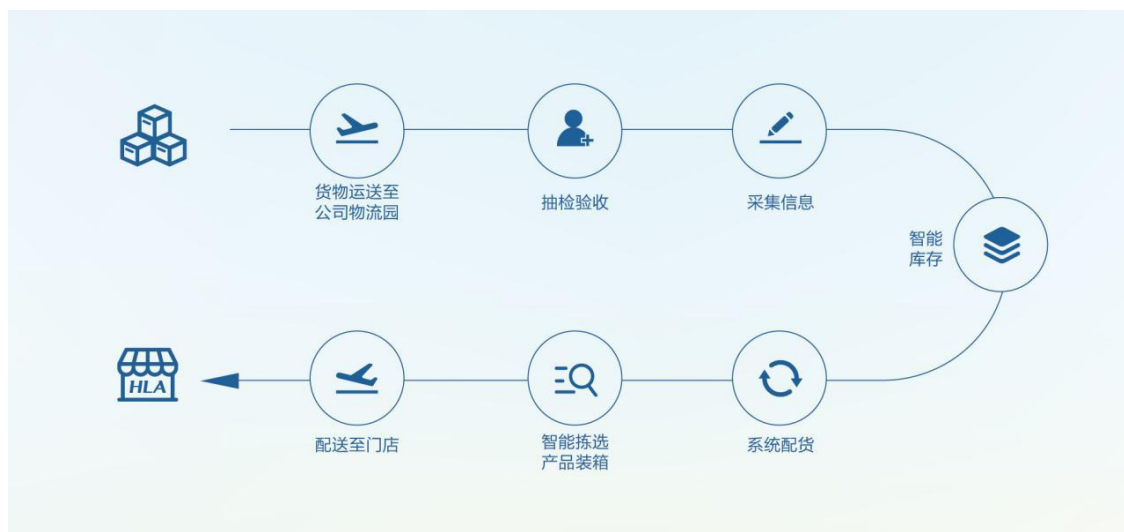 货物运送至
公司物流园
抽检验收
采集信息
智能
库存
HLA
配送至门店
智能拣选
产品装箱
系统配货